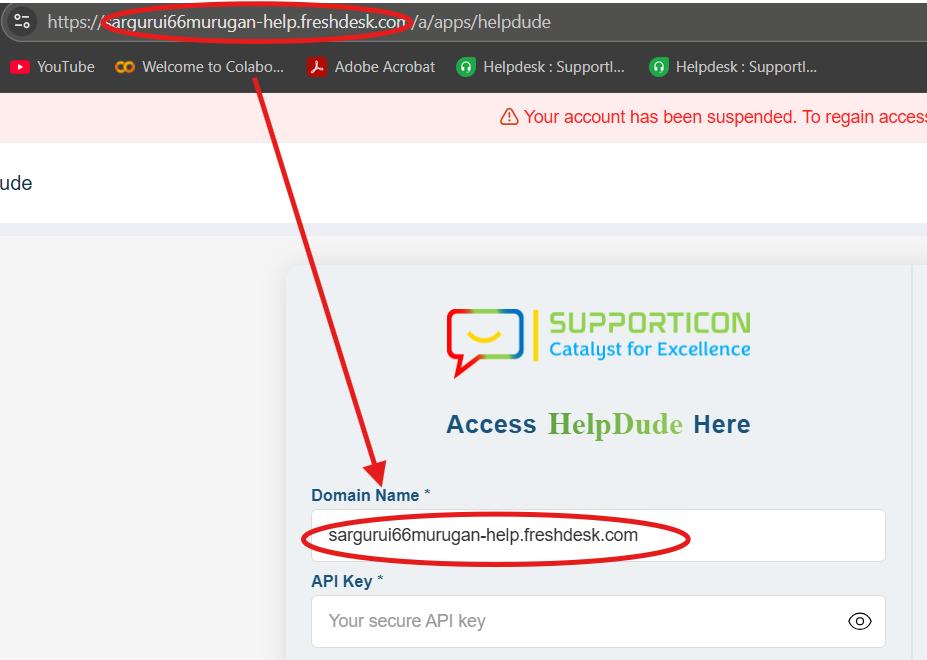 https://sargurui66murugan-help.freshdesk.com/a/apps/helpdude
YouTube Welcome to Colabo... Adobe Acrobat Helpdesk : Supportl... Helpdesk : Supportl...
Your account has been suspended. To regain access
ude
SUPPORTICON
Catalyst for Excellence
Access HelpDude Here
Domain Name *
sargurui66murugan-help.freshdesk.com
API Key *
Your secure API key